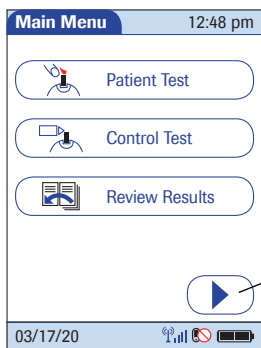 Main Menu 12:48 pm
Patient Test
Control Test
Review Results
03/17/20